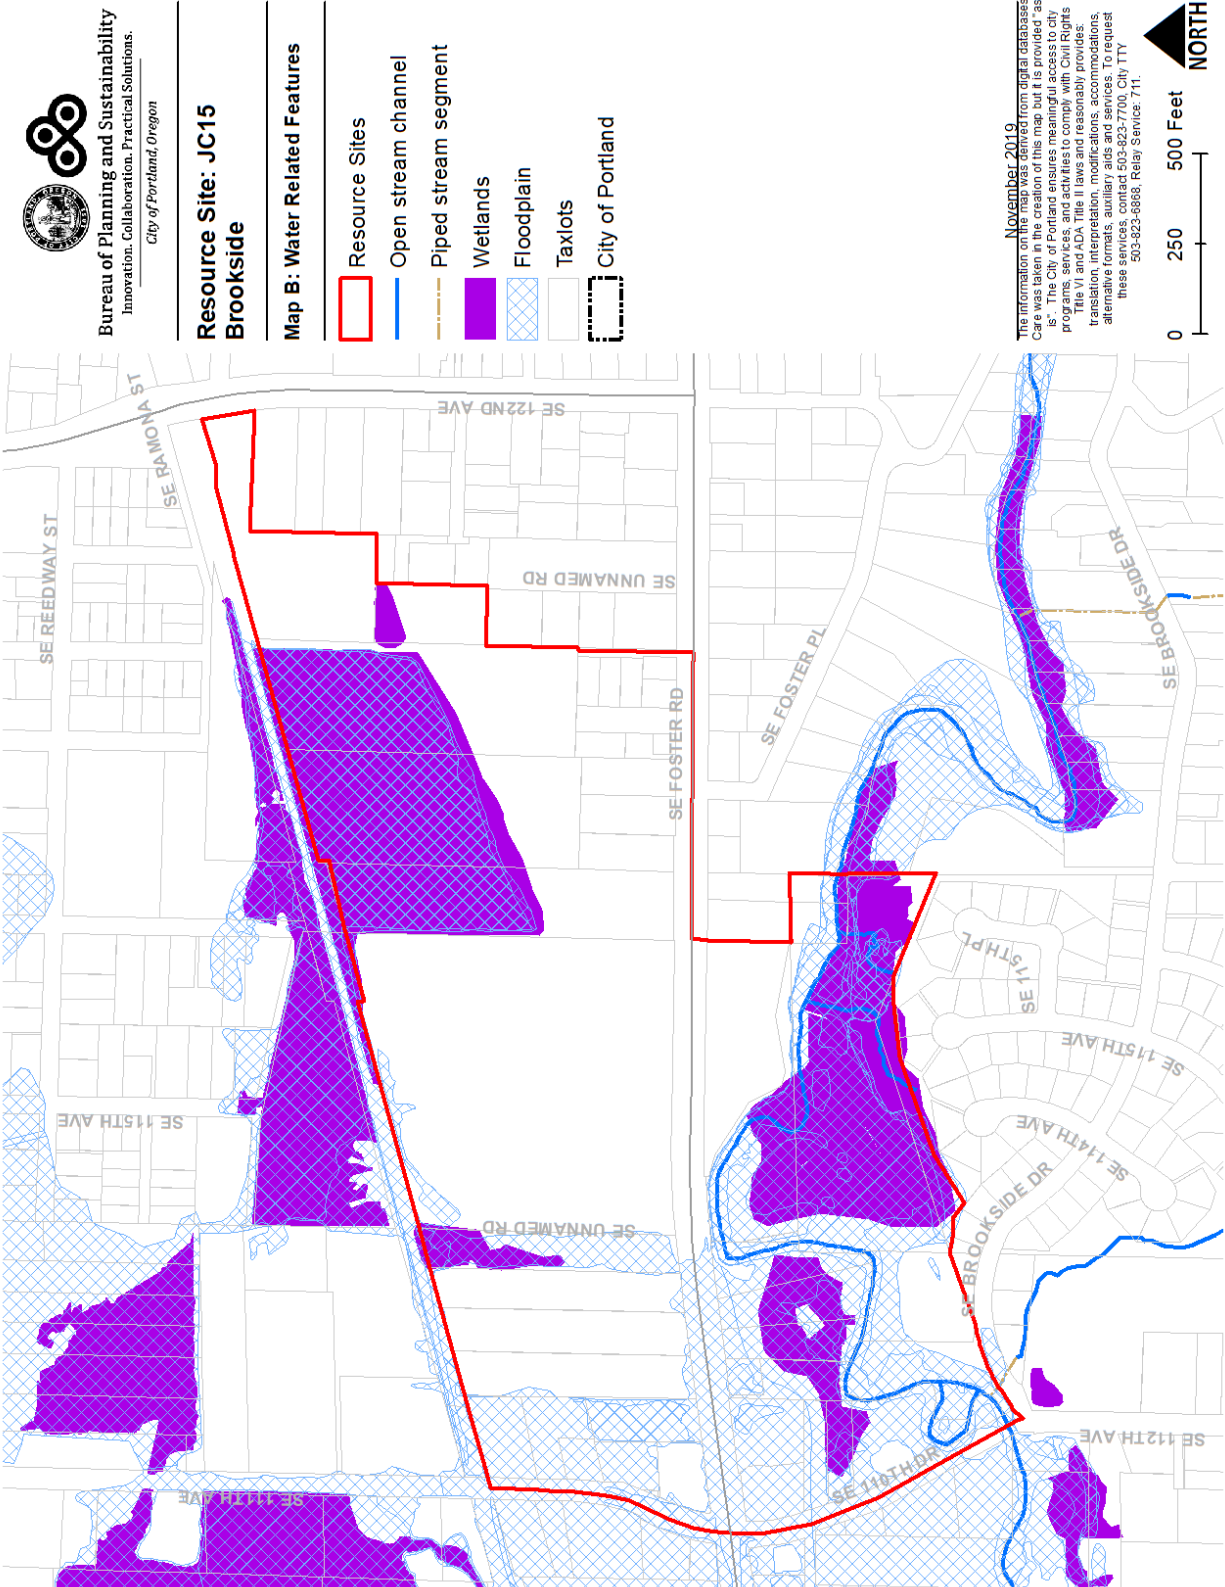 Bureau of Planning and Sustainability
Innovation. Collaboration. Practical Solutions.
City of Portland, Oregon
Resource Site: JC15
Brookside
Map B: Water Related Features
Resource Sites
Open stream channel
Piped stream segment
Wetlands
Floodplain
Taxlots
City of Portland
November 2019
The information on the map was derived from digital databases
Care was taken in the creation of this map but it is provided "as
is". The City of Portland ensures meaningful access to city
programs, services, and activities to comply with Civil Rights
Title VI and ADA Title II laws and reasonably provides:
translation, interpretation, modifications, accommodations,
alternative formats, auxiliary aids and services. To request
these services, contact 503-823-7700, City TTY
503-823-6868, Relay Service: 711.
0 250 500 Feet
NORTH
SE REEDWAY ST
SE RAMONA ST
SE 122ND AVE
SE UNNAMED RD
SE FOSTER RD
SE FOSTER PL
SE BROOKSIDE DR
SE 115TH AVE
SE UNNAMED RD
SE 115TH PL
SE 115TH AVE
SE 114TH AVE
SE BROOKSIDE DR
SE 111TH AVE
SE 110TH DR
SE 112TH AVE